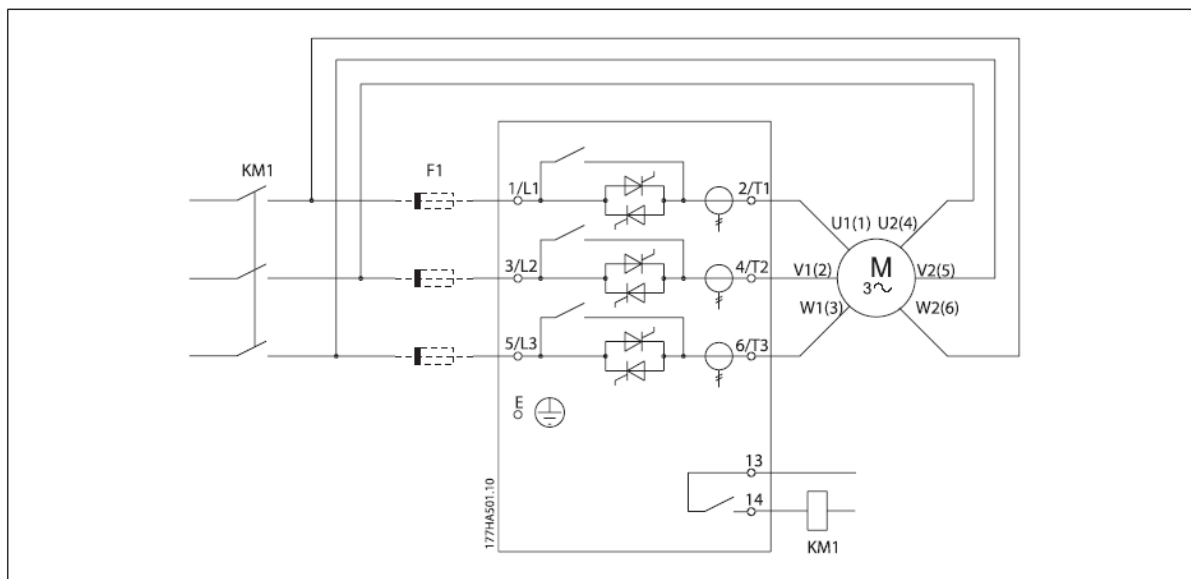 KM1
F1
1/L1
2/T1
U1(1) U2(4)
3/L2
4/T2
V1(2)
M
3~
V2(5)
W1(3)
W2(6)
5/L3
6/T3
E
13
14
KM1
177HA501.10